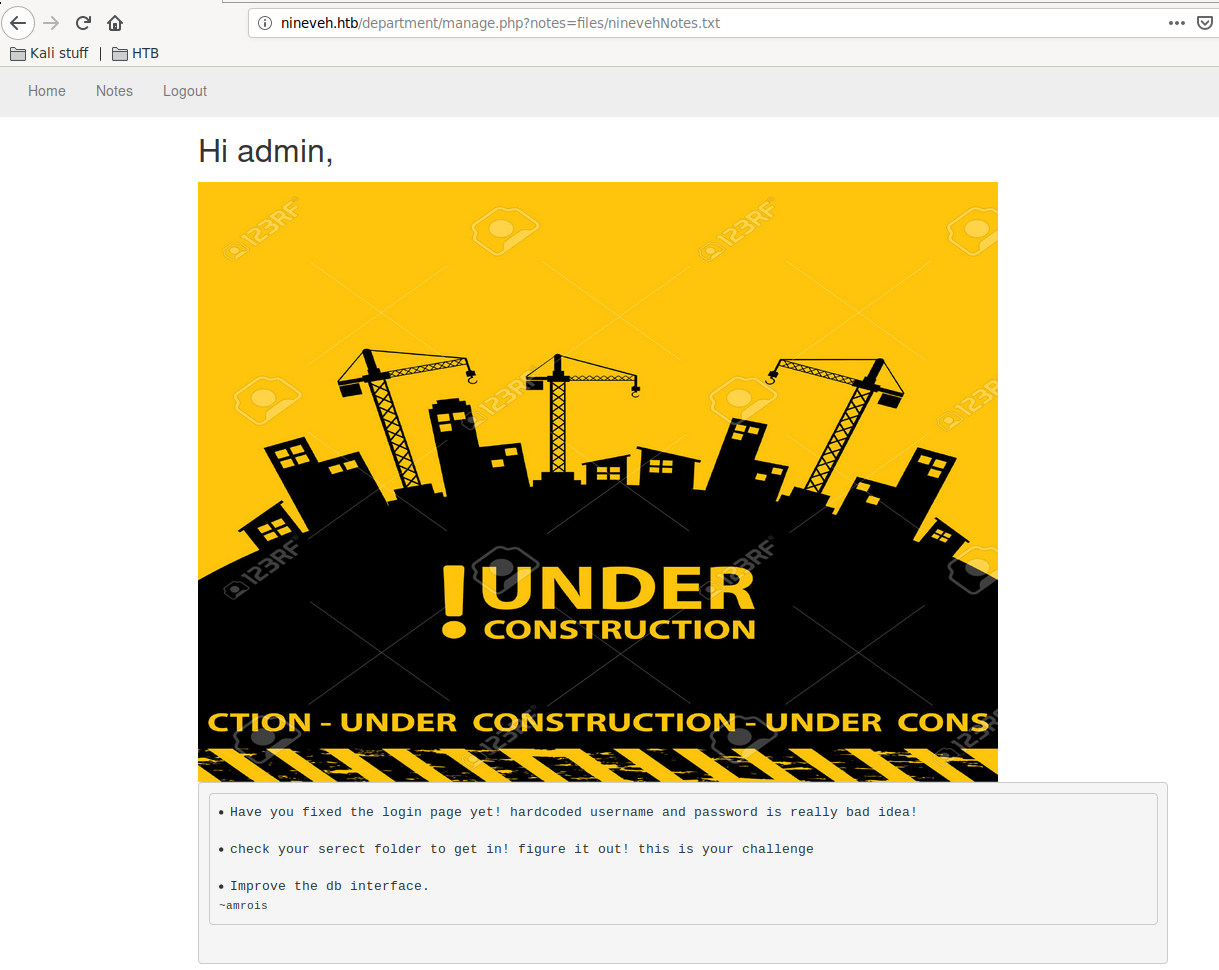 nineveh.htb/department/manage.php?notes=files/ninevehNotes.txt
Kali stuff | HTB
Home Notes Logout
Hi admin,
123RF 123RF
123RF 123RF
123RF 123RF
! UNDER
CONSTRUCTION
CTION - UNDER CONSTRUCTION - UNDER CONS
123RF 123RF
• Have you fixed the login page yet! hardcoded username and password is really bad idea!
• check your serect folder to get in! figure it out! this is your challenge
• Improve the db interface.
~amrois